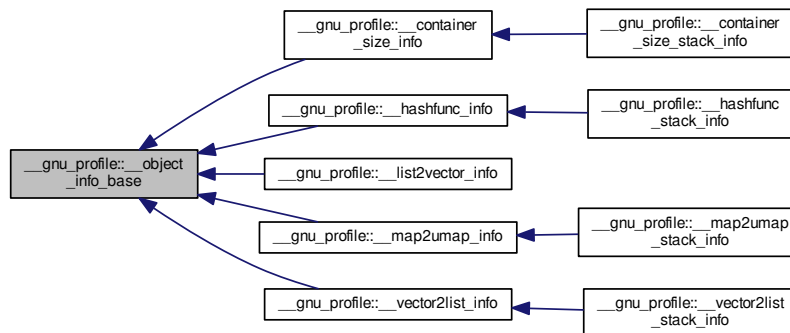 __gnu_profile::__container
_size_info
__gnu_profile::__container
_size_stack_info
__gnu_profile::__hashfunc_info
__gnu_profile::__hashfunc
_stack_info
__gnu_profile::__object
_info_base
__gnu_profile::__list2vector_info
__gnu_profile::__map2umap_info
__gnu_profile::__map2umap
_stack_info
__gnu_profile::__vector2list_info
__gnu_profile::__vector2list
_stack_info